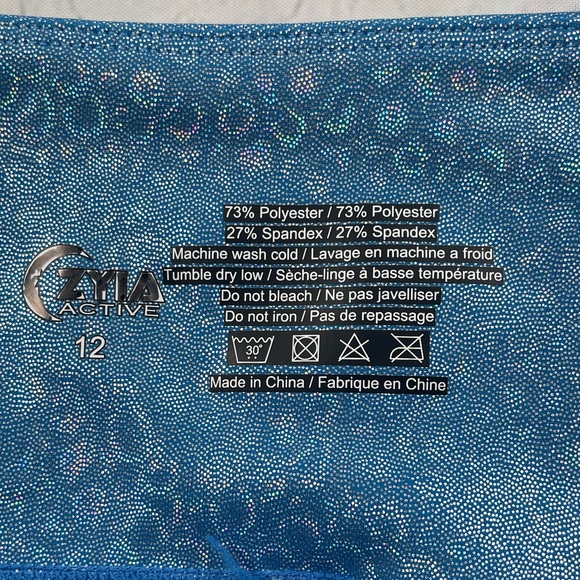 73% Polyester / 73% Polyester
27% Spandex / 27% Spandex
Machine wash cold / Lavage en machine a froid
Tumble dry low / Sèche-linge à basse température
Do not bleach / Ne pas javelliser
Do not iron / Pas de repassage
30°
Made in China / Fabrique en Chine
ZYIA
ACTIVE
12